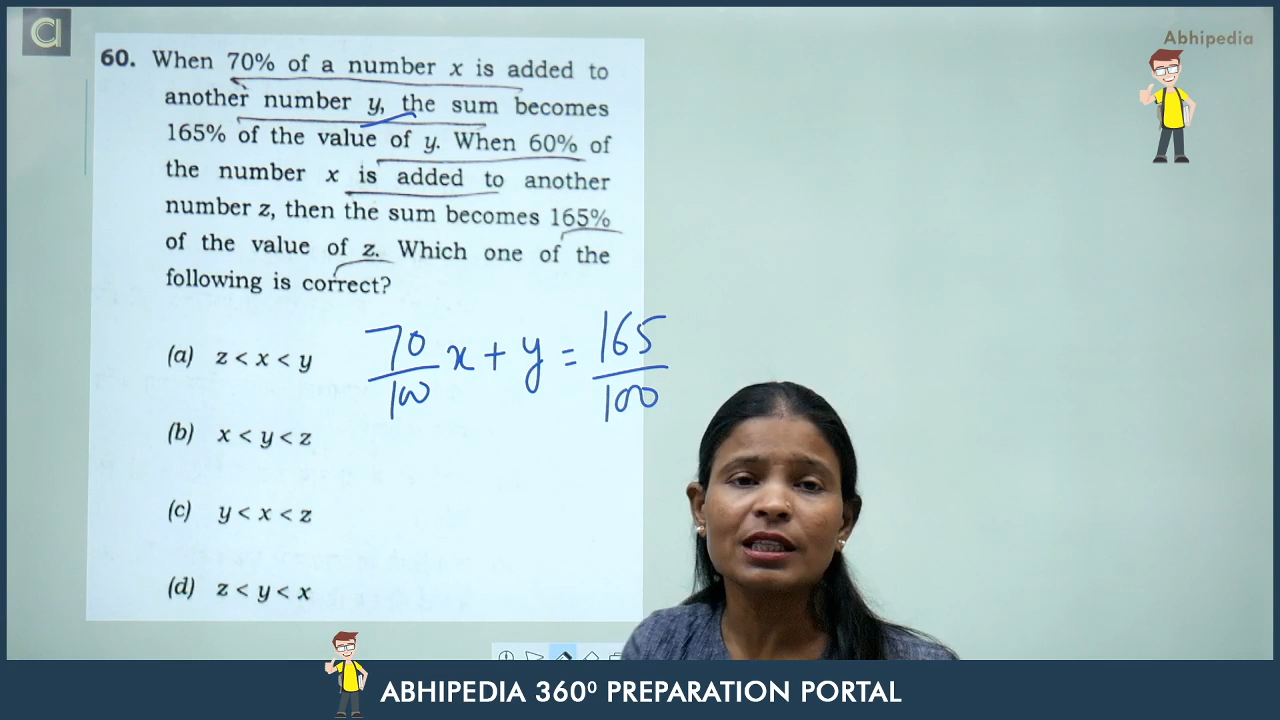 a
Abhipedia
60. When 70% of a number x is added to
another number y, the sum becomes
165% of the value of y. When 60% of
the number x is added to another
number z, then the sum becomes 165%
of the value of z. Which one of the
following is correct?
(a) z < x < y
70/100 x + y = 165/100
(b) x < y < z
(c) y < x < z
(d) z < y < x
ABHIPEDIA 360⁰ PREPARATION PORTAL